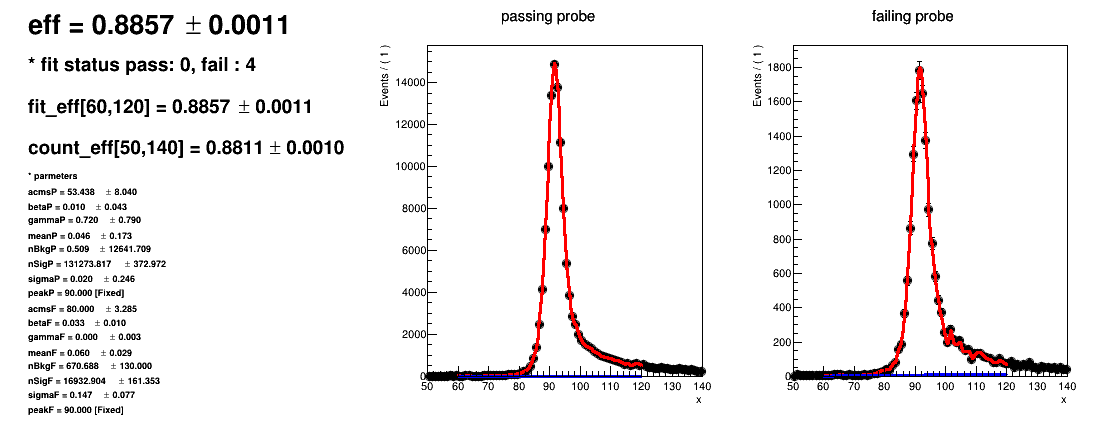 eff = 0.8857 ± 0.0011
* fit status pass: 0, fail : 4
fit_eff[60,120] = 0.8857 ± 0.0011
count_eff[50,140] = 0.8811 ± 0.0010
* parmeters
acmsP = 53.438 ± 8.040
betaP = 0.010 ± 0.043
gammaP = 0.720 ± 0.790
meanP = 0.046 ± 0.173
nBkgP = 0.509 ± 12641.709
nSigP = 131273.817 ± 372.972
sigmaP = 0.020 ± 0.246
peakP = 90.000 [Fixed]
acmsF = 80.000 ± 3.285
betaF = 0.033 ± 0.010
gammaF = 0.000 ± 0.003
meanF = 0.060 ± 0.029
nBkgF = 670.688 ± 130.000
nSigF = 16932.904 ± 161.353
sigmaF = 0.147 ± 0.077
peakF = 90.000 [Fixed]
passing probe
Events / ( 1 )
14000
12000
10000
8000
6000
4000
2000
0
50 60 70 80 90 100 110 120 130 140
x
failing probe
Events / ( 1 )
1800
1600
1400
1200
1000
800
600
400
200
0
50 60 70 80 90 100 110 120 130 140
x